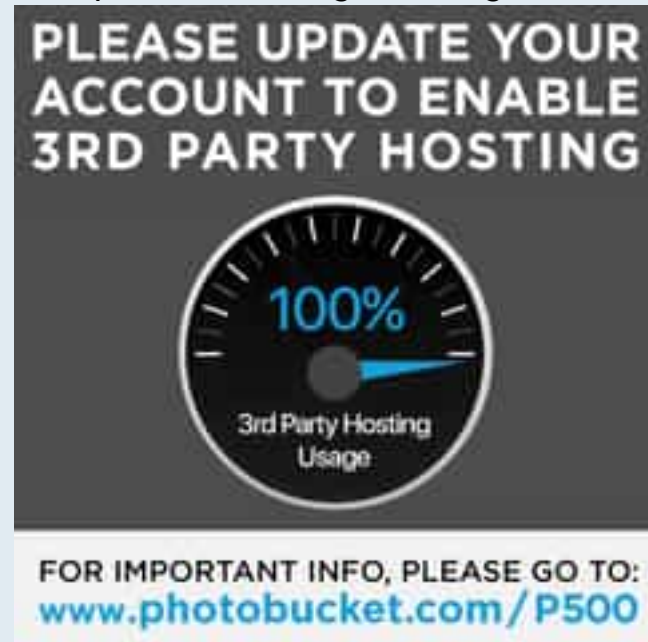 PLEASE UPDATE YOUR
ACCOUNT TO ENABLE
3RD PARTY HOSTING
100%
3rd Party Hosting
Usage
FOR IMPORTANT INFO, PLEASE GO TO:
www.photobucket.com/P500